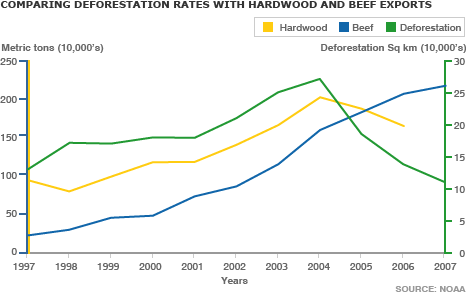 COMPARING DEFORESTATION RATES WITH HARDWOOD AND BEEF EXPORTS
Hardwood Beef Deforestation
Metric tons (10,000's) Deforestation Sq km (10,000's)
250 30
200 25
150 20
100 15
50 10
0 5
0
1997 1998 1999 2000 2001 2002 2003 2004 2005 2006 2007
Years
SOURCE: NOAA